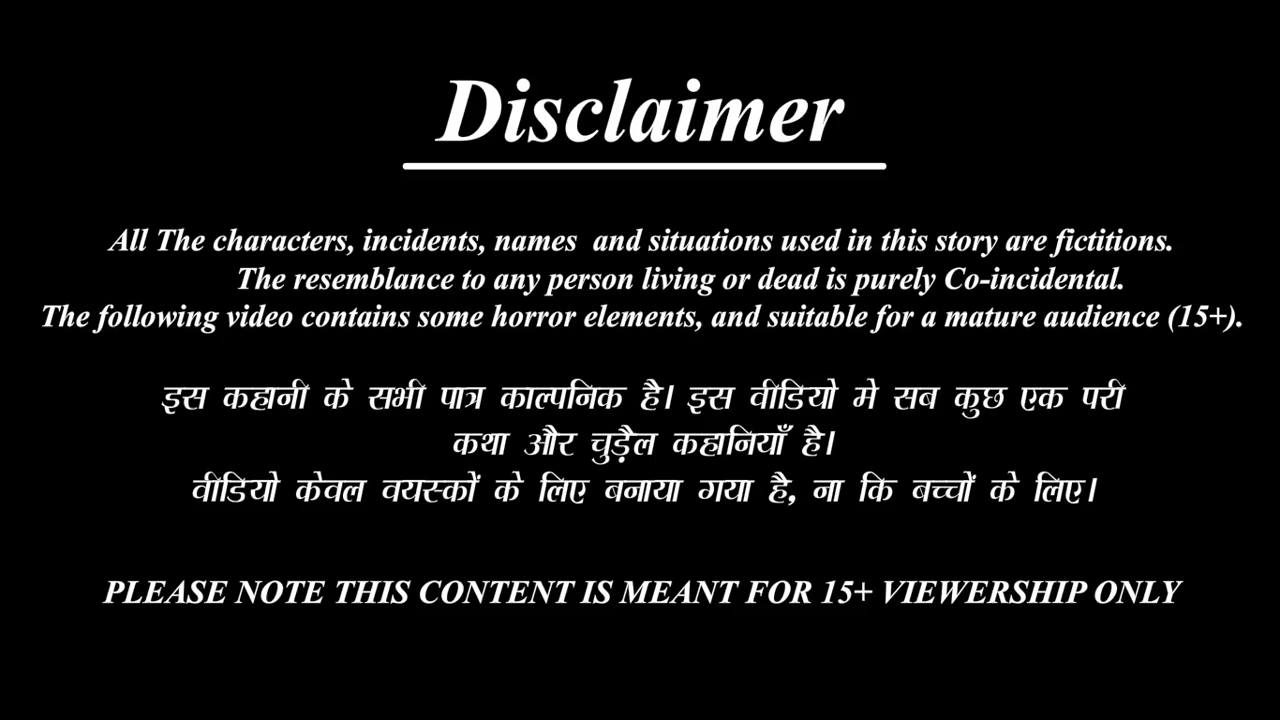 Disclaimer
All The characters, incidents, names and situations used in this story are fictitions.
The resemblance to any person living or dead is purely Co-incidental.
The following video contains some horror elements, and suitable for a mature audience (15+).
इस कहानी के सभी पात्र काल्पनिक है। इस वीडियो मे सब कुछ एक परी
कथा और चुड़ैल कहानियाँ है।
वीडियो केवल वयस्कों के लिए बनाया गया है, ना कि बच्चों के लिए।
PLEASE NOTE THIS CONTENT IS MEANT FOR 15+ VIEWERSHIP ONLY